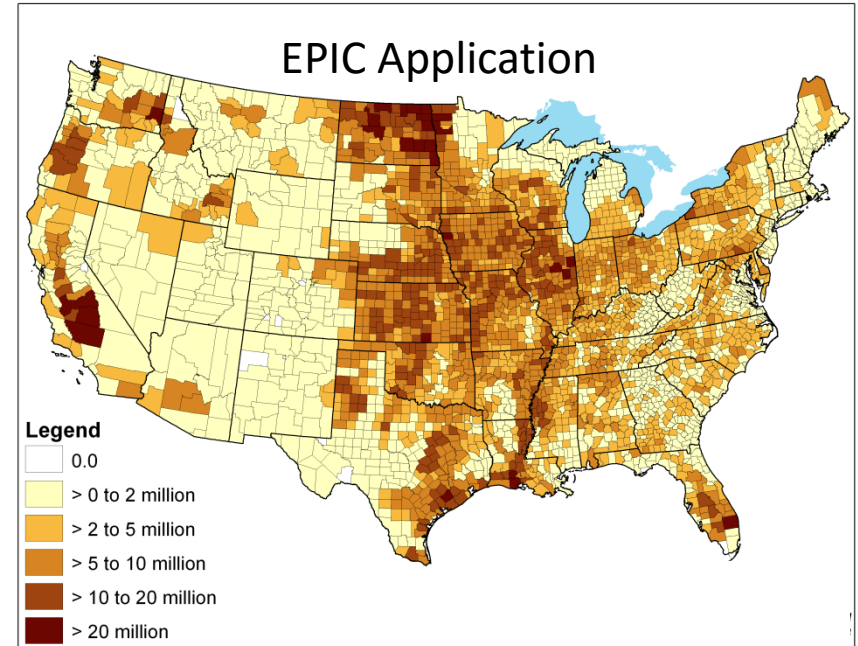 EPIC Application
Legend
0.0
> 0 to 2 million
> 2 to 5 million
> 5 to 10 million
> 10 to 20 million
> 20 million